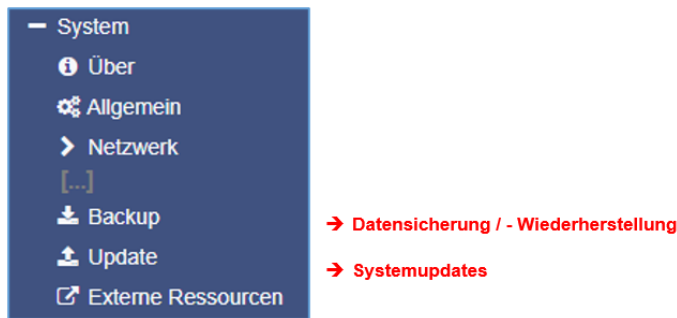 System
Über
Allgemein
Netzwerk
[...]
Backup
➔ Datensicherung / - Wiederherstellung
Update
➔ Systemupdates
Externe Ressourcen